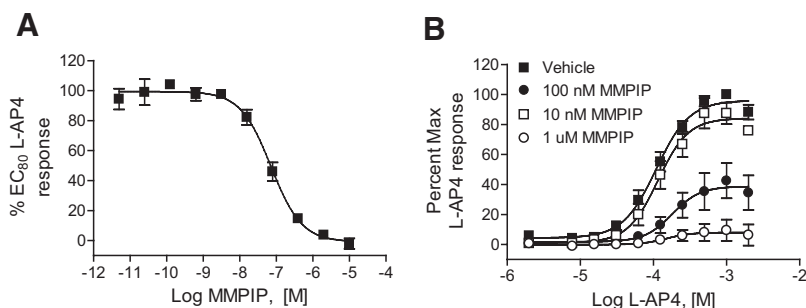 A
% EC80 L-AP4
response
120
100
80
60
40
20
0
-12 -11 -10 -9 -8 -7 -6 -5 -4
Log MMPIP, [M]
B
Percent Max
L-AP4 response
120
100
80
60
40
20
0
Vehicle
100 nM MMPIP
10 nM MMPIP
1 uM MMPIP
-6 -5 -4 -3 -2
Log L-AP4, [M]